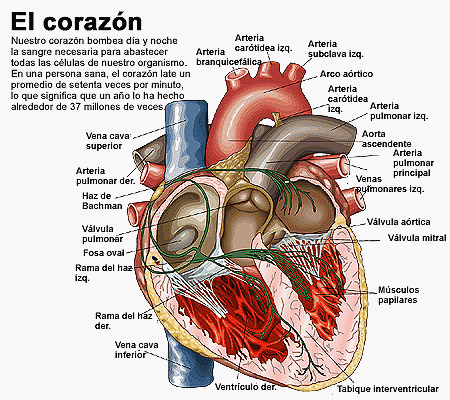 El corazón
Nuestro corazón bombea día y noche
la sangre necesaria para abastecer
todas las células de nuestro organismo.
En una persona sana, el corazón late un
promedio de setenta veces por minuto,
lo que significa que un año lo ha hecho
alrededor de 37 millones de veces.
Arteria
branquicefálica
Arteria
carótidea izq.
Arteria
subclava izq.
Arco aórtico
Arteria
carótidea
izq.
Arteria
pulmonar izq.
Aorta
ascendente
Arteria
pulmonar
principal
Venas
pulmonares izq.
Válvula aórtica
Válvula mitral
Músculos
papilares
Tabique interventricular
Ventrículo der.
Vena cava
superior
Arteria
pulmonar der.
Haz de
Bachman
Válvula
pulmonar
Fosa oval
Rama del haz
izq.
Rama del haz
der.
Vena cava
inferior